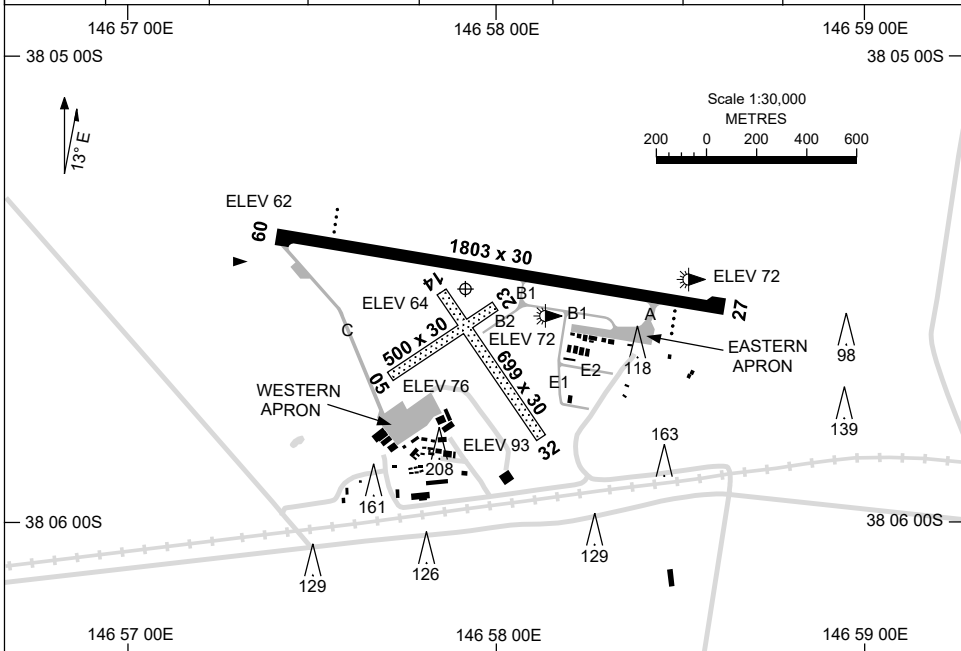 146 57 00E
146 58 00E
146 59 00E
38 05 00S
38 05 00S
Scale 1:30,000
METRES
200 0 200 400 600
13° E
ELEV 62
09
1803 x 30
ELEV 72
27
14
ELEV 64
23
B1
B1
A
B2
ELEV 72
C
500 x 30
699 x 30
EASTERN
APRON
118
98
05
ELEV 76
E1
E2
WESTERN
APRON
139
ELEV 93
32
163
208
161
38 06 00S
38 06 00S
129
126
129
146 57 00E
146 58 00E
146 59 00E